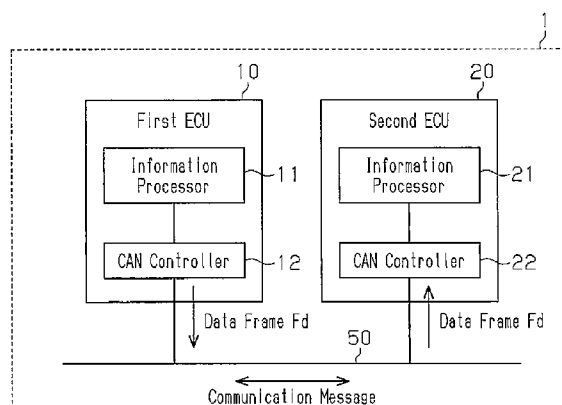 1
10
20
First ECU
Second ECU
Information
Processor
11
Information
Processor
21
CAN Controller
12
CAN Controller
22
Data Frame Fd
Data Frame Fd
50
Communication Message